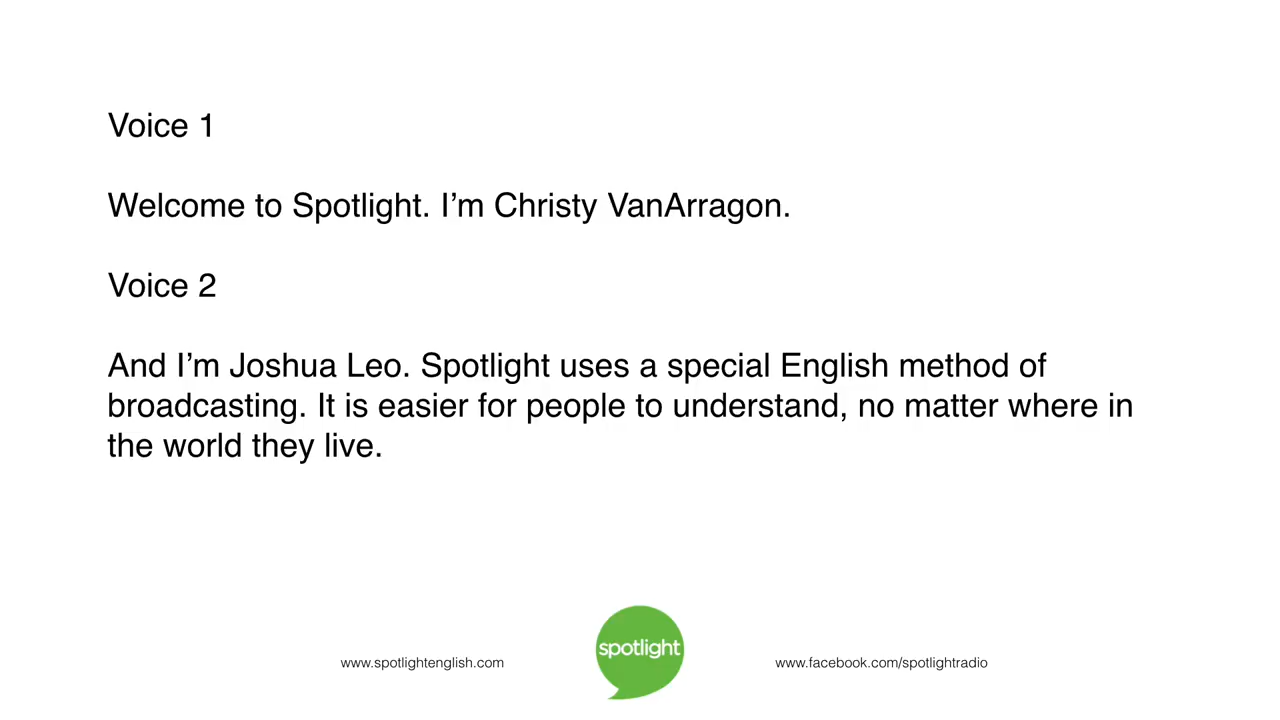 Voice 1
Welcome to Spotlight. I’m Christy VanArragon.
Voice 2
And I’m Joshua Leo. Spotlight uses a special English method of
broadcasting. It is easier for people to understand, no matter where in
the world they live.
www.spotlightenglish.com
spotlight
www.facebook.com/spotlightradio